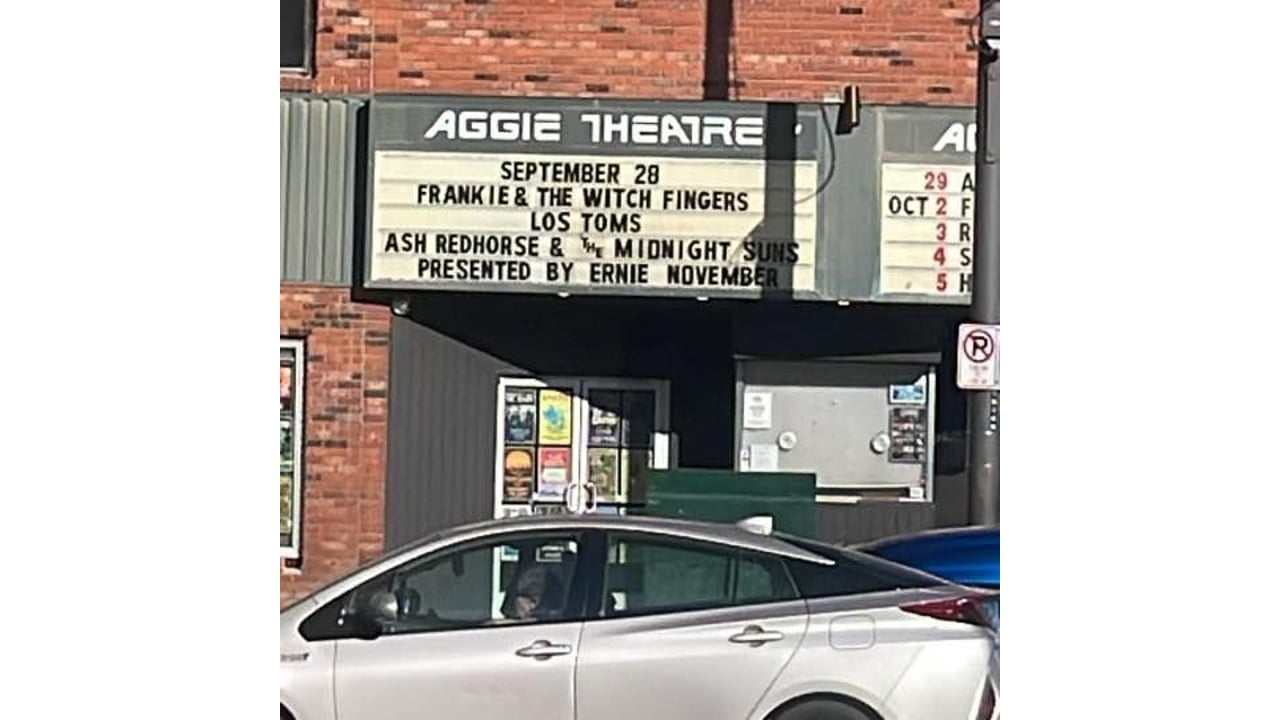 AGGIE THEATRE
SEPTEMBER 28
FRANKIE & THE WITCH FINGERS
LOS TOMS
ASH REDHORSE & THE MIDNIGHT SUNS
PRESENTED BY ERNIE NOVEMBER
29 A
OCT 2 F
3 R
4 S
5 H
P